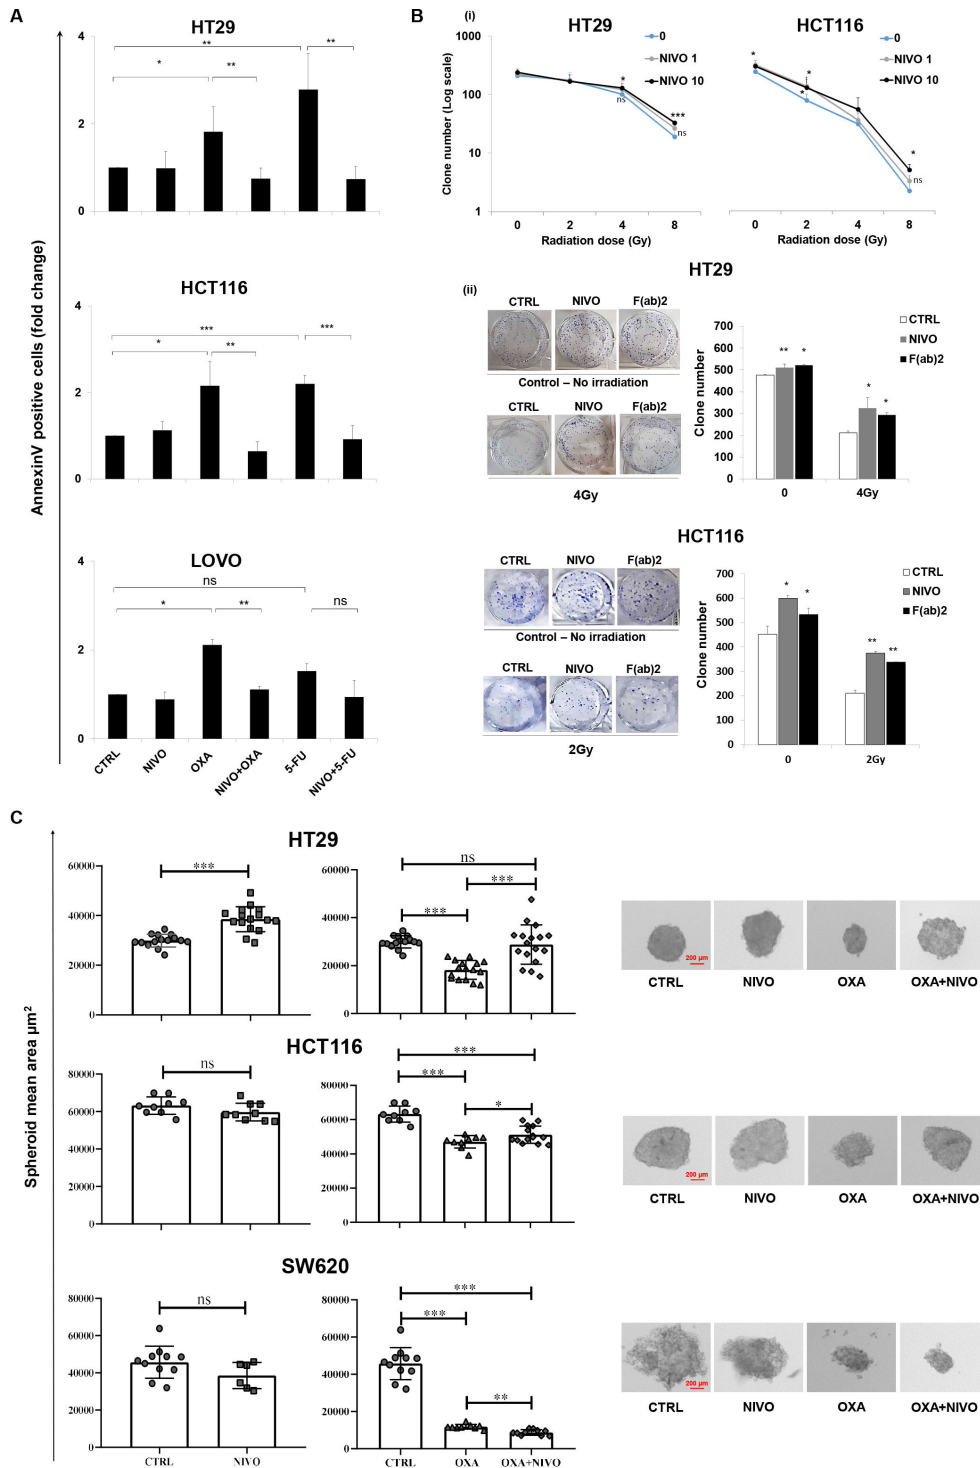 A
HT29
4
**
**
*
**
2
0
HCT116
4
***
***
*
**
2
0
LOVO
4
ns
ns
*
**
2
0
CTRL
NIVO
OXA
NIVO+OXA
5-FU
NIVO+5-FU
AnnexinV positive cells (fold change)
B
(i)
HT29
0
NIVO 1
NIVO 10
1000
100
10
1
*
ns
***
ns
0
2
4
8
Clone number (Log scale)
Radiation dose (Gy)
HCT116
0
NIVO 1
NIVO 10
*
*
*
*
ns
0
2
4
8
Radiation dose (Gy)
HT29
(ii)
CTRL
NIVO
F(ab)2
Control – No irradiation
CTRL
NIVO
F(ab)2
4Gy
700
600
500
400
300
200
100
0
Clone number
CTRL
NIVO
F(ab)2
**
*
*
*
0
4Gy
HCT116
CTRL
NIVO
F(ab)2
Control – No irradiation
CTRL
NIVO
F(ab)2
2Gy
700
600
500
400
300
200
100
0
Clone number
CTRL
NIVO
F(ab)2
*
*
**
**
0
2Gy
C
Spheroid mean area µm²
HT29
60000
40000
20000
0
***
60000
40000
20000
0
ns
***
***
200 µm
CTRL
NIVO
OXA
OXA+NIVO
HCT116
80000
60000
40000
20000
0
ns
80000
60000
40000
20000
0
***
***
*
200 µm
CTRL
NIVO
OXA
OXA+NIVO
SW620
80000
60000
40000
20000
0
ns
CTRL
NIVO
80000
60000
40000
20000
0
***
***
**
CTRL
OXA
OXA+NIVO
200 µm
CTRL
NIVO
OXA
OXA+NIVO